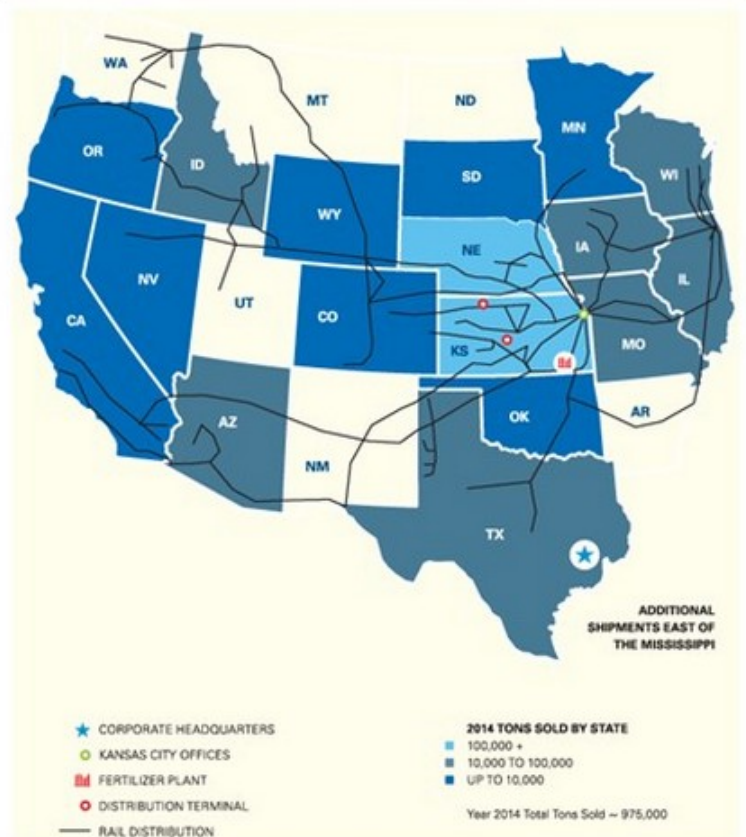 WA
MT
ND
MN
OR
ID
SD
WI
WY
NE
IA
NV
UT
CO
IL
CA
KS
MO
AZ
NM
OK
AR
TX
ADDITIONAL
SHIPMENTS EAST OF
THE MISSISSIPPI
CORPORATE HEADQUARTERS
KANSAS CITY OFFICES
FERTILIZER PLANT
DISTRIBUTION TERMINAL
RAIL DISTRIBUTION
2014 TONS SOLD BY STATE
100,000 +
10,000 TO 100,000
UP TO 10,000
Year 2014 Total Tons Sold ~ 975,000